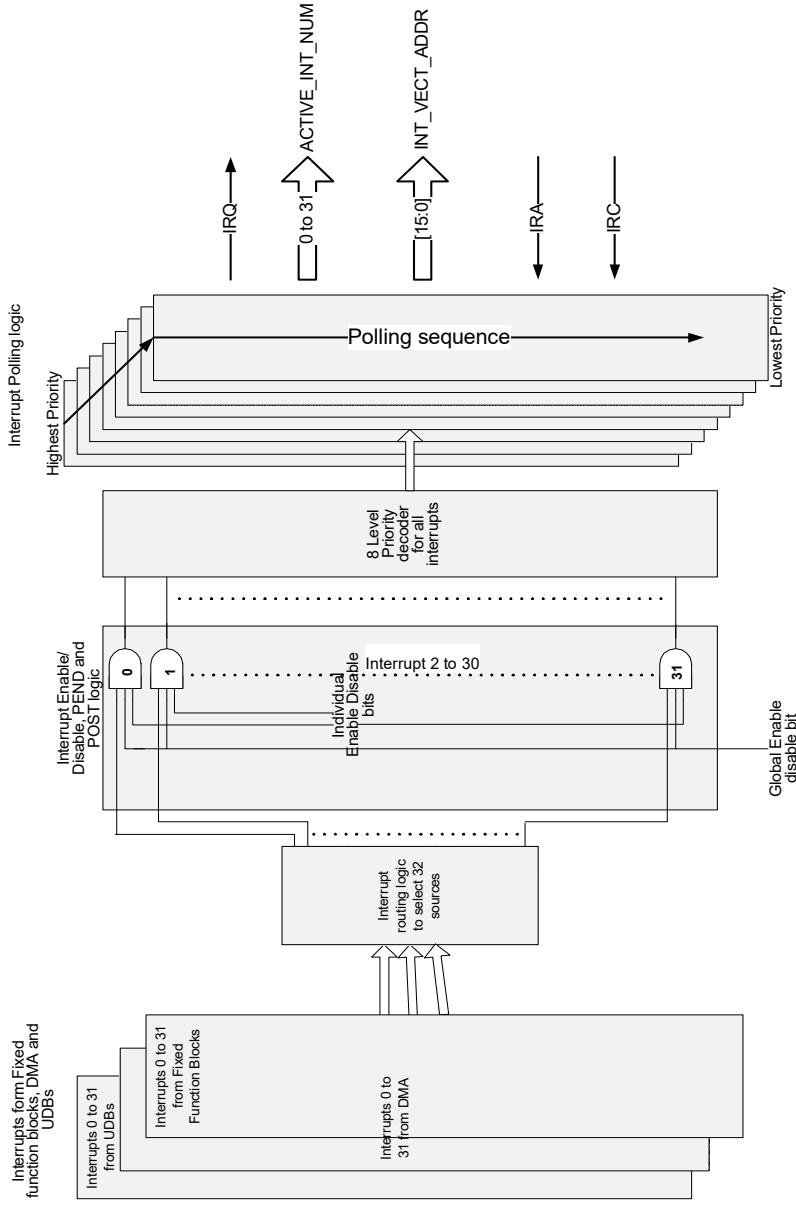 Interrupts form Fixed
function blocks, DMA and
UDBs
Interrupts 0 to 31
from UDBs
Interrupts 0 to 31
from Fixed
Function Blocks
Interrupts 0 to
31 from DMA
Interrupt
routing logic
to select 32
sources
Interrupt Enable/
Disable, PEND and
POST logic
0
1
Interrupt 2 to 30
31
Individual
Enable Disable
bits
Global Enable
disable bit
8 Level
Priority
decoder
for all
interrupts
Interrupt Polling logic
Highest Priority
Polling sequence
Lowest Priority
IRQ
0 to 31
ACTIVE_INT_NUM
[15:0]
INT_VECT_ADDR
IRA
IRC